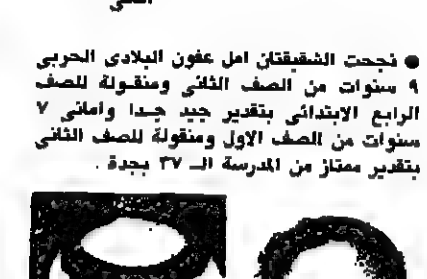 ● نجحت الشقيقتان امل عفون البلادى الحربى
٩ سنوات من الصف الثانى ومنقولة للصف
الرابع الابتدائى بتقدير جيد جدا وامانى ٧
سنوات من الصف الاول ومنقولة للصف الثانى
بتقدير ممتاز من المدرسة الـ ٣٧ بجدة .